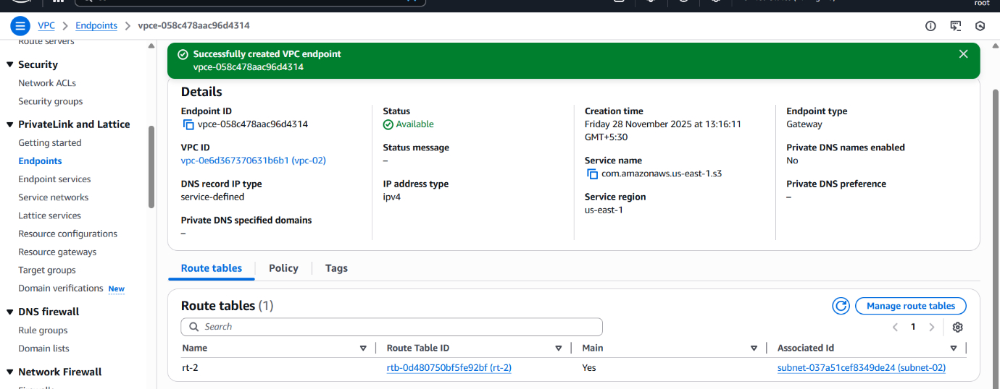 root
VPC > Endpoints > vpce-058c478aac96d4314
Route servers
Security
Network ACLs
Security groups
PrivateLink and Lattice
Getting started
Endpoints
Endpoint services
Service networks
Lattice services
Resource configurations
Resource gateways
Target groups
Domain verifications New
DNS firewall
Rule groups
Domain lists
Network Firewall
Firewalls
Successfully created VPC endpoint
vpce-058c478aac96d4314
Details
Endpoint ID
vpce-058c478aac96d4314
VPC ID
vpc-0e6d367370631b6b1 (vpc-02)
DNS record IP type
service-defined
Private DNS specified domains
–
Status
Available
Status message
–
IP address type
ipv4
Creation time
Friday 28 November 2025 at 13:16:11
GMT+5:30
Service name
com.amazonaws.us-east-1.s3
Service region
us-east-1
Endpoint type
Gateway
Private DNS names enabled
No
Private DNS preference
–
Route tables Policy Tags
Route tables (1)
Manage route tables
Search
1
Name Route Table ID Main Associated Id
rt-2 rtb-0d480750bf5fe92bf (rt-2) Yes subnet-037a51cef8349de24 (subnet-02)